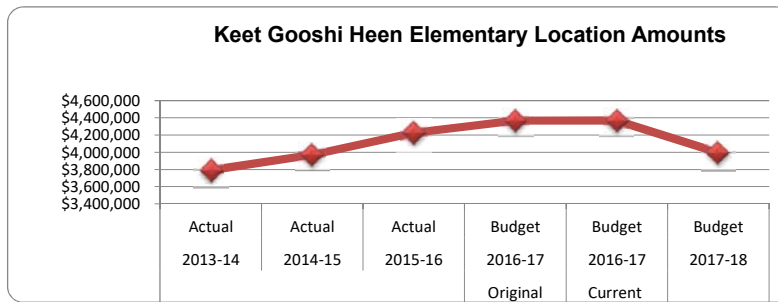 Keet Gooshi Heen Elementary Location Amounts
$4,600,000
$4,400,000
$4,200,000
$4,000,000
$3,800,000
$3,600,000
$3,400,000
Actual Actual Actual Budget Budget Budget
2013-14 2014-15 2015-16 2016-17 2016-17 2017-18
Original Current